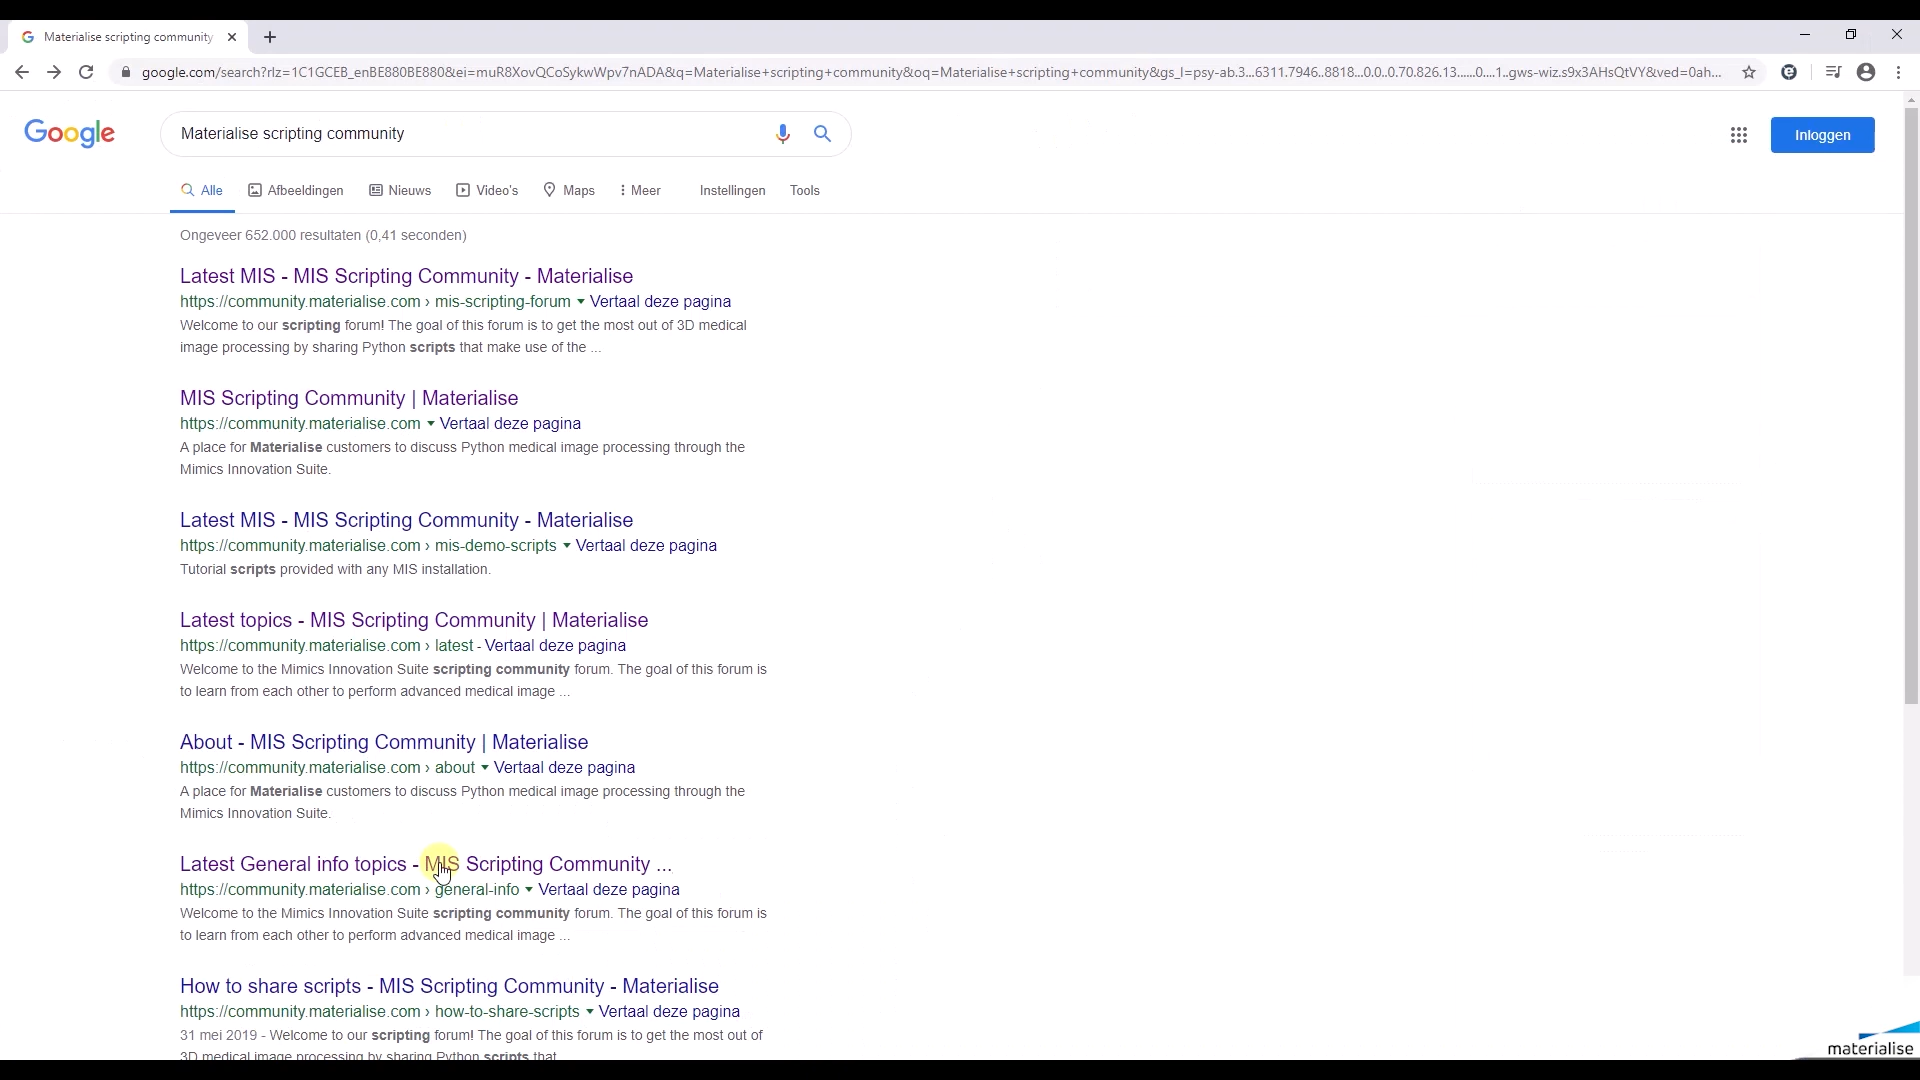 Materialise scripting community
google.com/search?rlz=1C1GCEB_enBE880BE880&ei=muR8XovQCoSykwWpv7nADA&q=Materialise+scripting+community&oq=Materialise+scripting+community&gs_l=psy-ab.3...6311.7946..8818...0.0..0.70.826.13......0....1..gws-wiz.s9x3AHsQtVY&ved=0ah...
Google
Materialise scripting community
Inloggen
Alle Afbeeldingen Nieuws Video's Maps Meer Instellingen Tools
Ongeveer 652.000 resultaten (0,41 seconden)
Latest MIS - MIS Scripting Community - Materialise
https://community.materialise.com › mis-scripting-forum Vertaal deze pagina
Welcome to our scripting forum! The goal of this forum is to get the most out of 3D medical
image processing by sharing Python scripts that make use of the ...
MIS Scripting Community | Materialise
https://community.materialise.com Vertaal deze pagina
A place for Materialise customers to discuss Python medical image processing through the
Mimics Innovation Suite.
Latest MIS - MIS Scripting Community - Materialise
https://community.materialise.com › mis-demo-scripts Vertaal deze pagina
Tutorial scripts provided with any MIS installation.
Latest topics - MIS Scripting Community | Materialise
https://community.materialise.com › latest - Vertaal deze pagina
Welcome to the Mimics Innovation Suite scripting community forum. The goal of this forum is
to learn from each other to perform advanced medical image ...
About - MIS Scripting Community | Materialise
https://community.materialise.com › about Vertaal deze pagina
A place for Materialise customers to discuss Python medical image processing through the
Mimics Innovation Suite.
Latest General info topics - MIS Scripting Community ...
https://community.materialise.com › general-info Vertaal deze pagina
Welcome to the Mimics Innovation Suite scripting community forum. The goal of this forum is
to learn from each other to perform advanced medical image ...
How to share scripts - MIS Scripting Community - Materialise
https://community.materialise.com › how-to-share-scripts Vertaal deze pagina
31 mei 2019 - Welcome to our scripting forum! The goal of this forum is to get the most out of
3D medical image processing by sharing Python scripts that
materialise